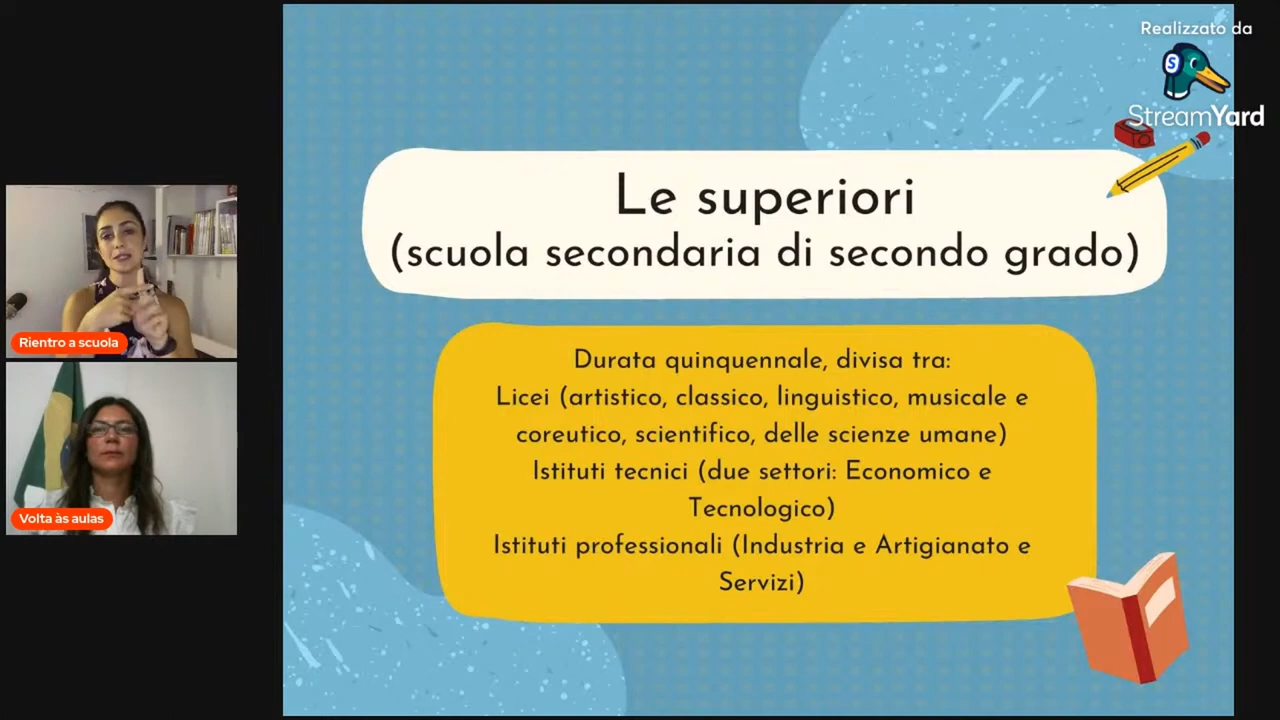 Realizzato da
StreamYard
Le superiori
(scuola secondaria di secondo grado)
Durata quinquennale, divisa tra:
Licei (artistico, classico, linguistico, musicale e
coreutico, scientifico, delle scienze umane)
Istituti tecnici (due settori: Economico e
Tecnologico)
Istituti professionali (Industria e Artigianato e
Servizi)
Rientro a scuola
Volta às aulas